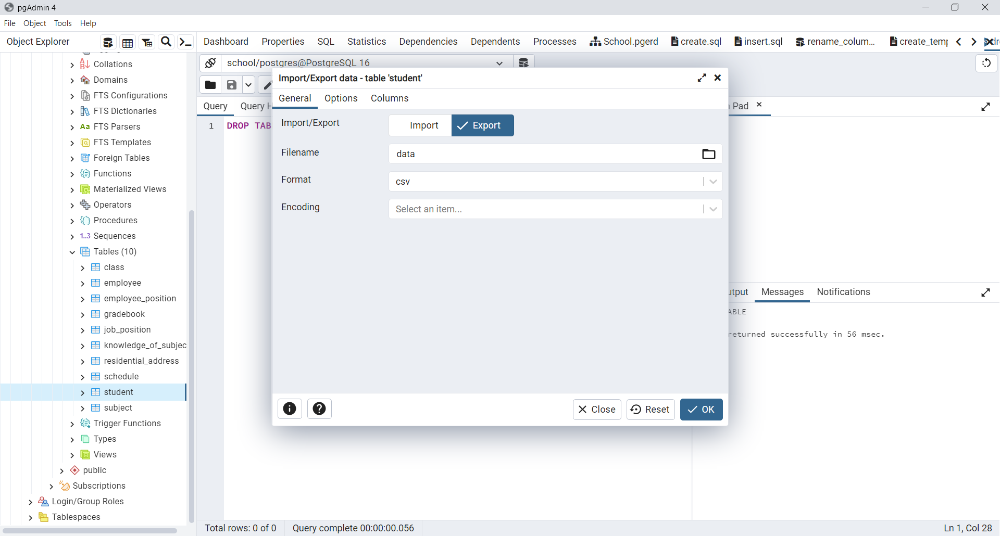 pgAdmin 4
File Object Tools Help
Object Explorer
Dashboard Properties SQL Statistics Dependencies Dependents Processes School.pgerd create.sql insert.sql rename_colum... create_temp
school/postgres@PostgreSQL 16
Query Query H
Pad
1 DROP TAB
Collations
Domains
FTS Configurations
FTS Dictionaries
Aa FTS Parsers
FTS Templates
Foreign Tables
Functions
Materialized Views
Operators
Procedures
1..3 Sequences
Tables (10)
class
employee
employee_position
gradebook
job_position
knowledge_of_subjec
residential_address
schedule
student
subject
Trigger Functions
Types
Views
public
Subscriptions
Login/Group Roles
Tablespaces
Import/Export data - table 'student'
General Options Columns
Import/Export Import Export
Filename data
Format csv
Encoding Select an item...
Close Reset OK
utput Messages Notifications
ABLE
returned successfully in 56 msec.
Total rows: 0 of 0 Query complete 00:00:00.056
Ln 1, Col 28